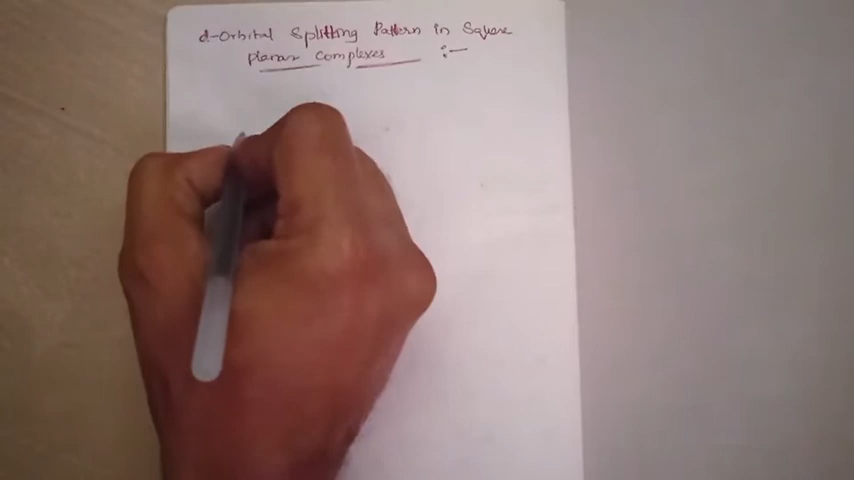 d-Orbital Splitting Pattern in Square
planar complexes :-